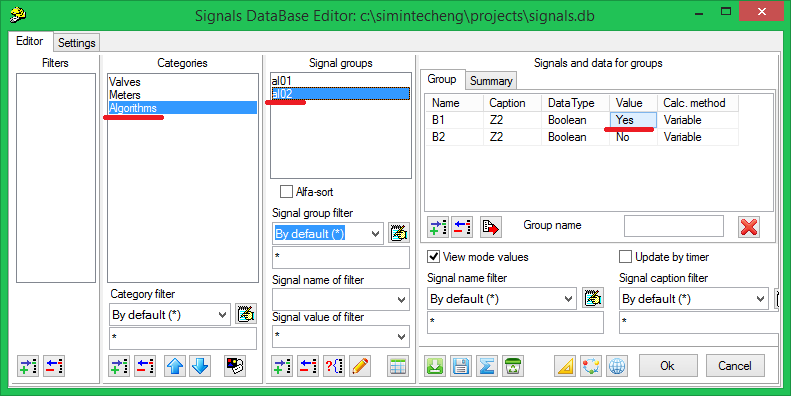 Signals DataBase Editor: c:\simintecheng\projects\signals.db
Editor
Settings
Filters
Categories
Valves
Meters
Algorithms
Category filter
By default (*)
*
Signal groups
al01
al02
Alfa-sort
Signal group filter
By default (*)
*
Signal name of filter
Signal value of filter
*
Signals and data for groups
Group
Summary
Name Caption DataType Value Calc. method
B1 Z2 Boolean Yes Variable
B2 Z2 Boolean No Variable
Group name
View mode values
Update by timer
Signal name filter
By default (*)
*
Signal caption filter
By default (*)
*
Ok
Cancel